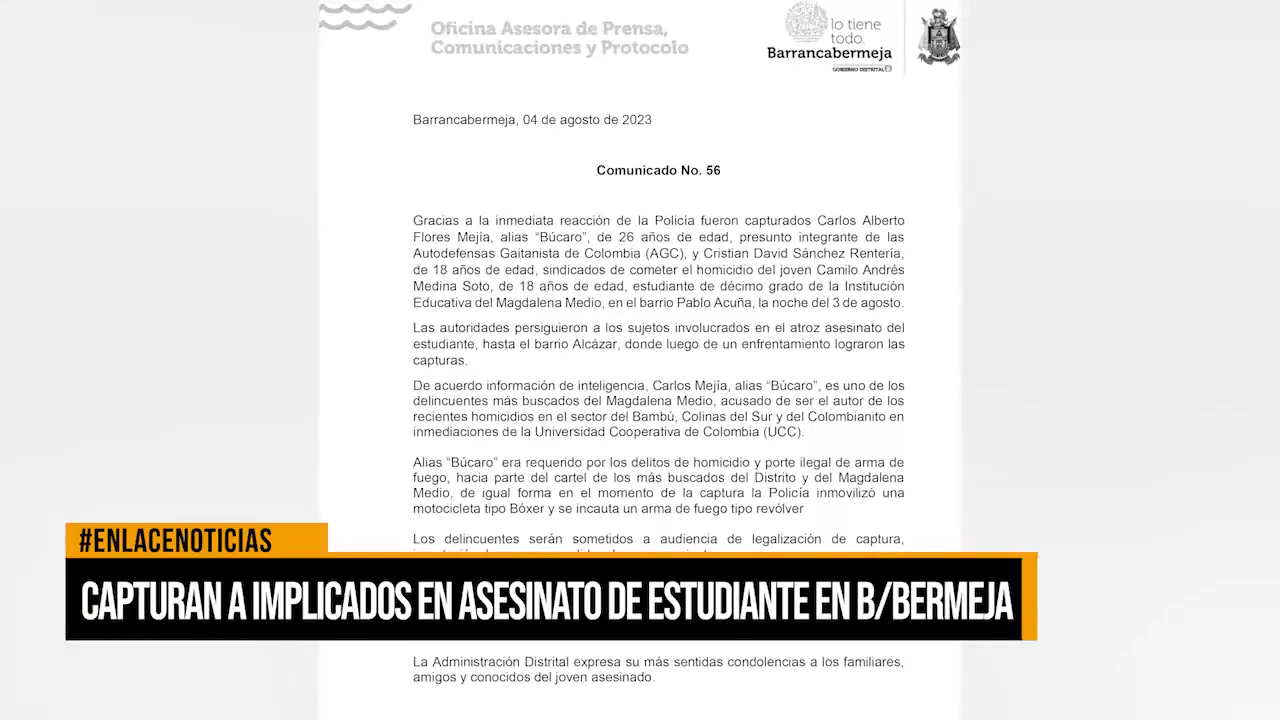 Oficina Asesora de Prensa,
Comunicaciones y Protocolo
lo tiene
todo.
Barrancabermeja
GOBIERNO DISTRITAL
Barrancabermeja, 04 de agosto de 2023
Comunicado No. 56
Gracias a la inmediata reacción de la Policía fueron capturados Carlos Alberto
Flores Mejía, alias “Búcaro”, de 26 años de edad, presunto integrante de las
Autodefensas Gaitanista de Colombia (AGC), y Cristian David Sánchez Rentería,
de 18 años de edad, sindicados de cometer el homicidio del joven Camilo Andrés
Medina Soto, de 18 años de edad, estudiante de décimo grado de la Institución
Educativa del Magdalena Medio, en el barrio Pablo Acuña, la noche del 3 de agosto.
Las autoridades persiguieron a los sujetos involucrados en el atroz asesinato del
estudiante, hasta el barrio Alcázar, donde luego de un enfrentamiento lograron las
capturas.
De acuerdo información de inteligencia, Carlos Mejía, alias “Búcaro”, es uno de los
delincuentes más buscados del Magdalena Medio, acusado de ser el autor de los
recientes homicidios en el sector del Bambú, Colinas del Sur y del Colombianito en
inmediaciones de la Universidad Cooperativa de Colombia (UCC).
Alias “Búcaro” era requerido por los delitos de homicidio y porte ilegal de arma de
fuego, hacia parte del cartel de los más buscados del Distrito y del Magdalena
Medio, de igual forma en el momento de la captura la Policía inmovilizó una
motocicleta tipo Bóxer y se incauta un arma de fuego tipo revólver
Los delincuentes serán sometidos a audiencia de legalización de captura,
#ENLACENOTICIAS
CAPTURAN A IMPLICADOS EN ASESINATO DE ESTUDIANTE EN B/BERMEJA
La Administración Distrital expresa su más sentidas condolencias a los familiares,
amigos y conocidos del joven asesinado.